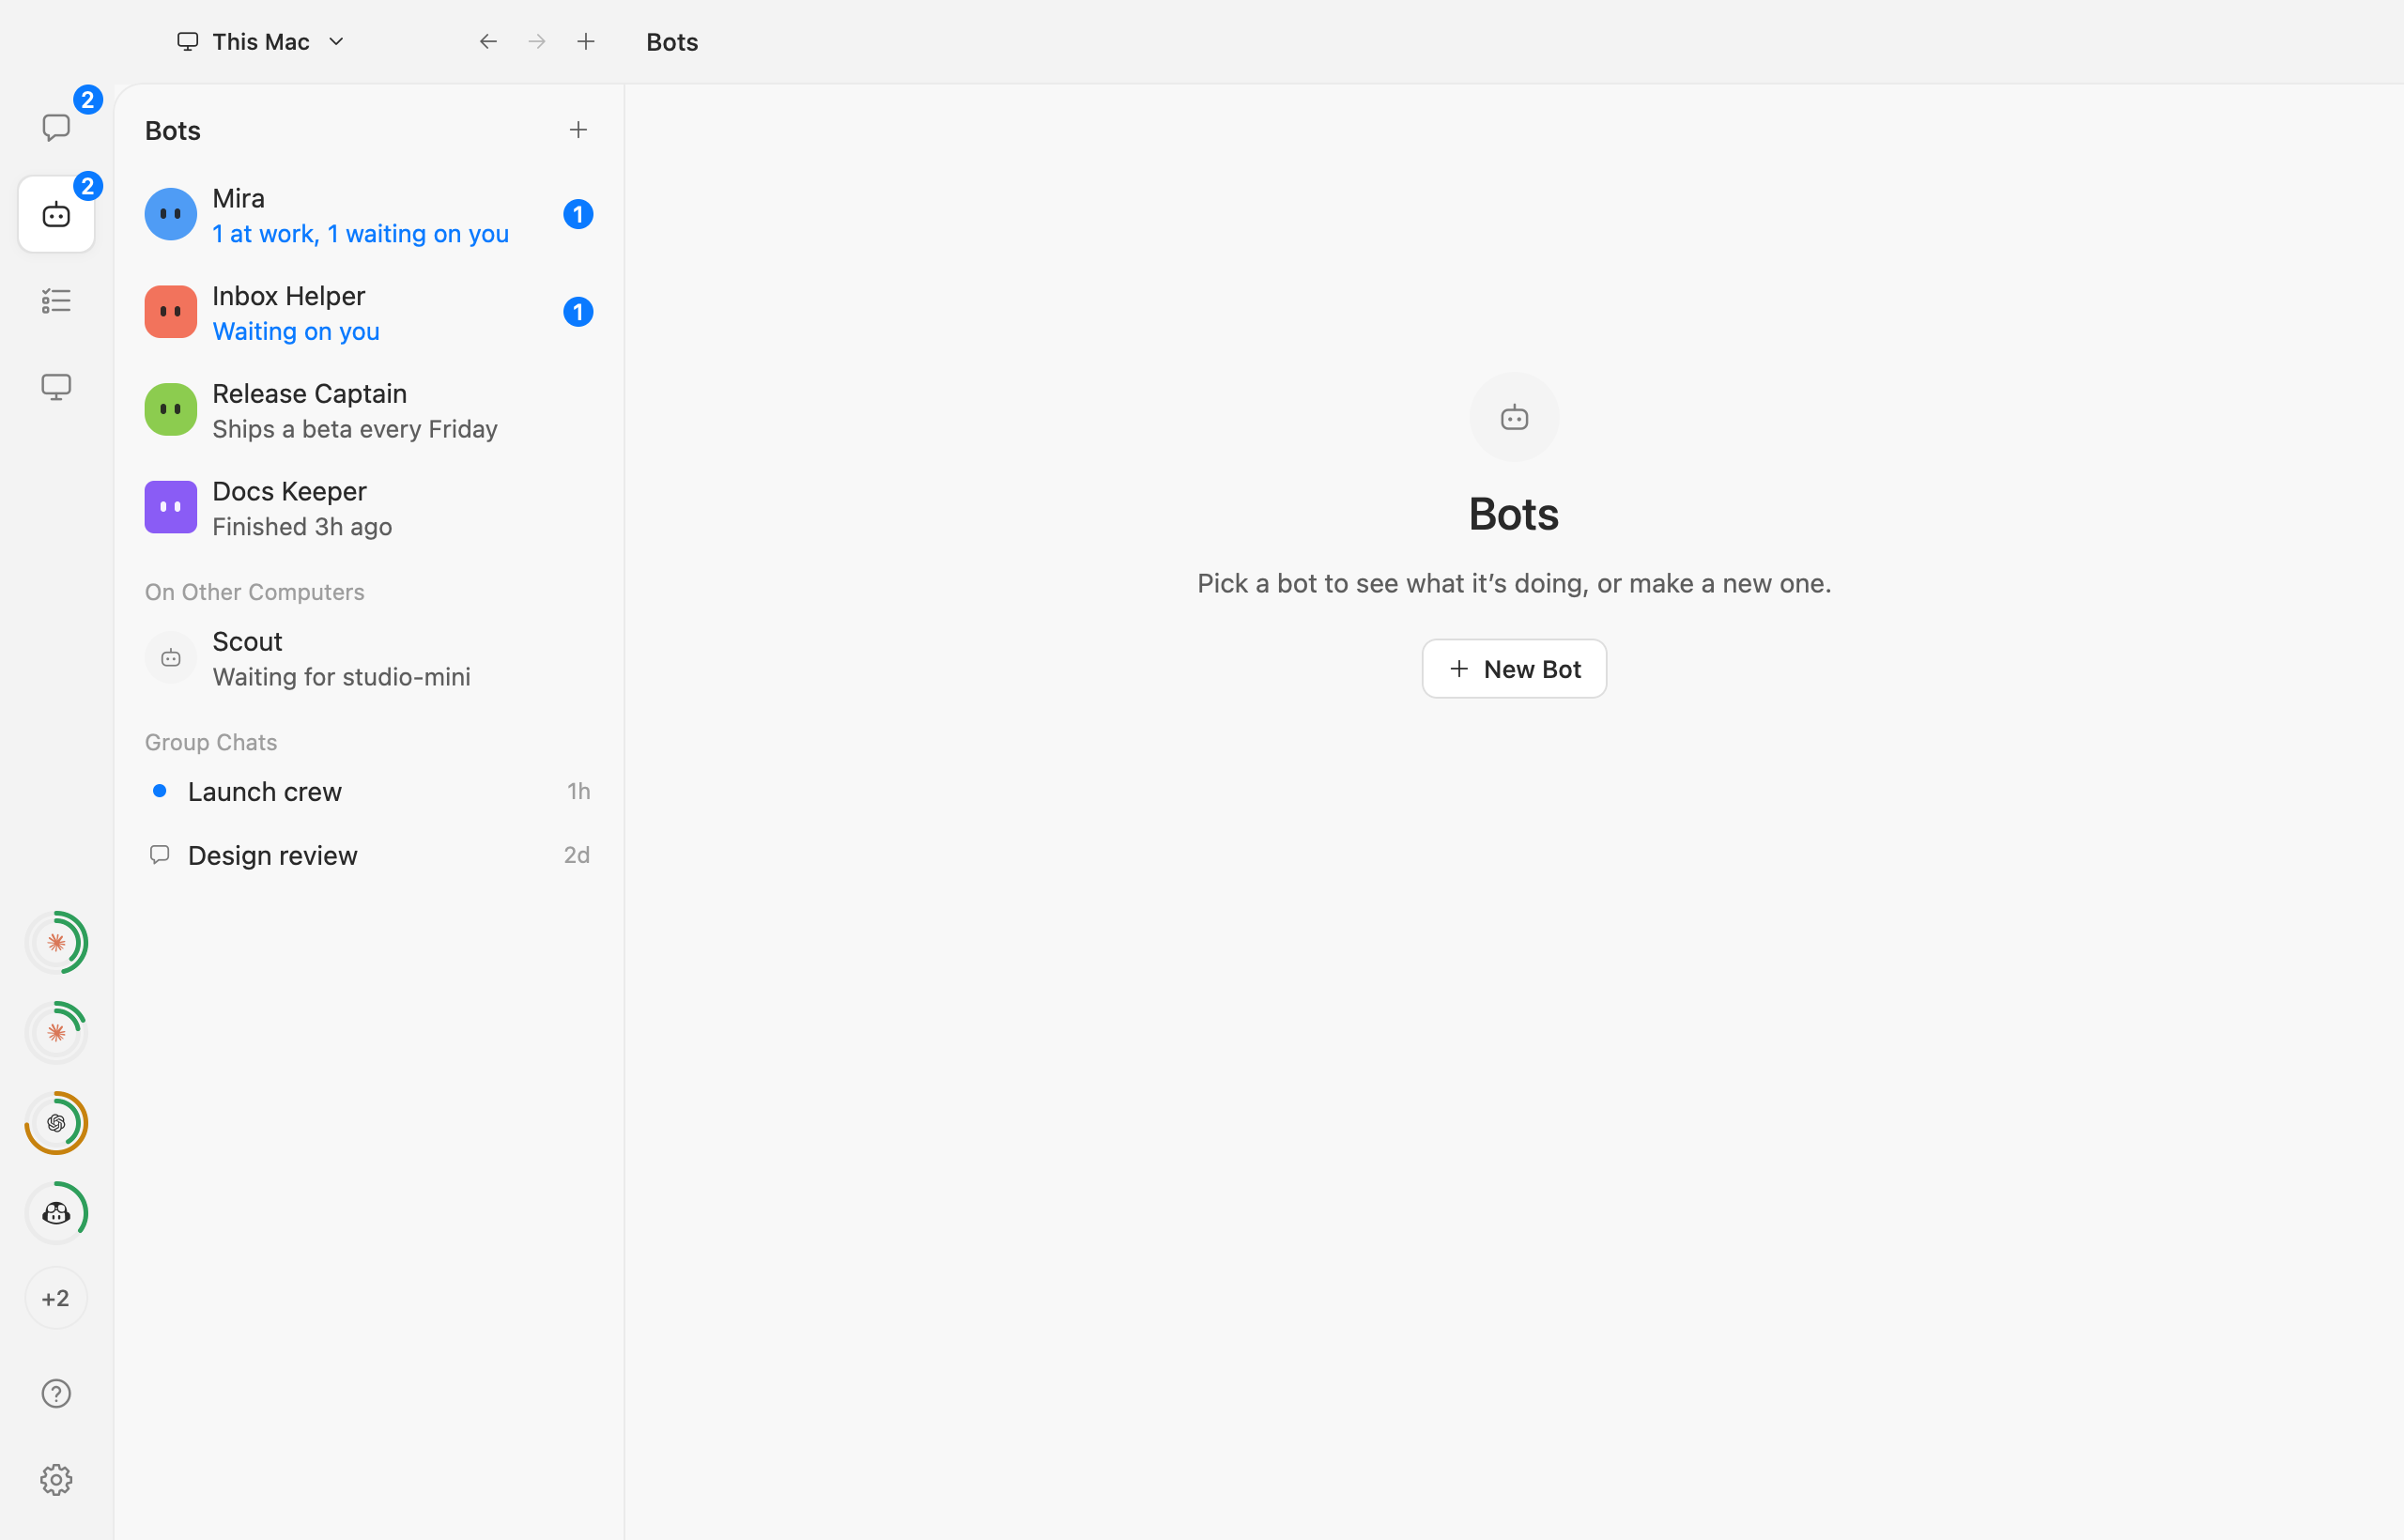 This Mac
Bots
2
2
Bots
Mira
1 at work, 1 waiting on you
1
Inbox Helper
Waiting on you
1
Release Captain
Ships a beta every Friday
Docs Keeper
Finished 3h ago
On Other Computers
Scout
Waiting for studio-mini
Group Chats
Launch crew
1h
Design review
2d
+2
Bots
Pick a bot to see what it’s doing, or make a new one.
New Bot